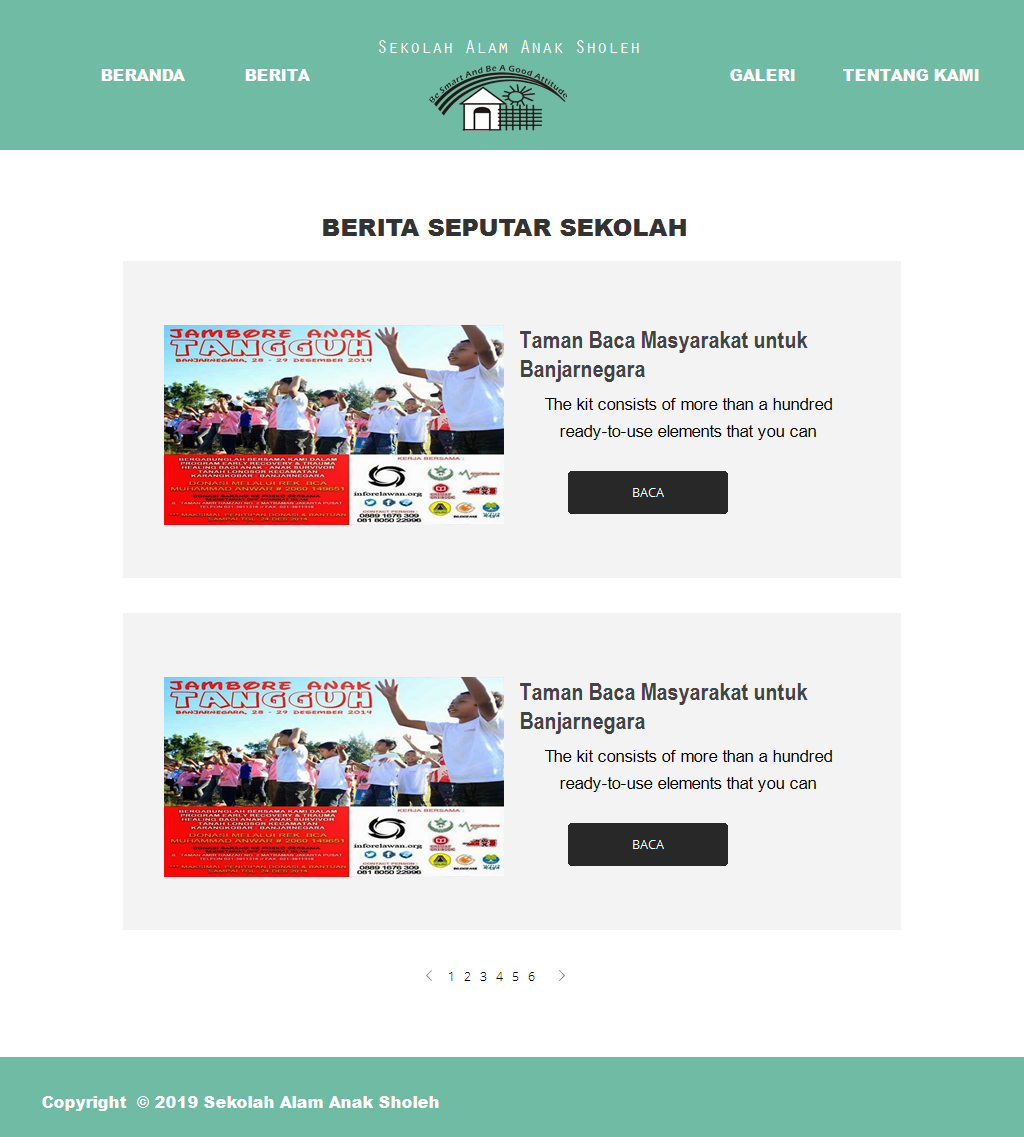 Sekolah Alam Anak Sholeh
BERANDA BERITA GALERI TENTANG KAMI
Be Smart And Be A Good Attitude
BERITA SEPUTAR SEKOLAH
JAMBORE ANAK
TANGGUH
BANJARNEGARA, 28 - 29 DESEMBER 2014
BERGABUNGLAH BERSAMA KAMI DALAM
PROGRAM EARLY RECOVERY & TRAUMA
HEALING BAGI ANAK - ANAK SURVIVOR
TANAH LONGSOR KECAMATAN
KARANGKOBAR - BANJARNEGARA
DONASI MELALUI REK. BCA
MUHAMMAD ANWAR # 2060 149651
KERJA BERSAMA :
inforelawan.org
CONTACT PERSON :
0889 1676 309
081 8050 22996
Taman Baca Masyarakat untuk
Banjarnegara
The kit consists of more than a hundred
ready-to-use elements that you can
BACA
JAMBORE ANAK
TANGGUH
BANJARNEGARA, 28 - 29 DESEMBER 2014
BERGABUNGLAH BERSAMA KAMI DALAM
PROGRAM EARLY RECOVERY & TRAUMA
HEALING BAGI ANAK - ANAK SURVIVOR
TANAH LONGSOR KECAMATAN
KARANGKOBAR - BANJARNEGARA
DONASI MELALUI REK. BCA
MUHAMMAD ANWAR # 2060 149651
KERJA BERSAMA :
inforelawan.org
CONTACT PERSON :
0889 1676 309
081 8050 22996
Taman Baca Masyarakat untuk
Banjarnegara
The kit consists of more than a hundred
ready-to-use elements that you can
BACA
1 2 3 4 5 6
Copyright © 2019 Sekolah Alam Anak Sholeh